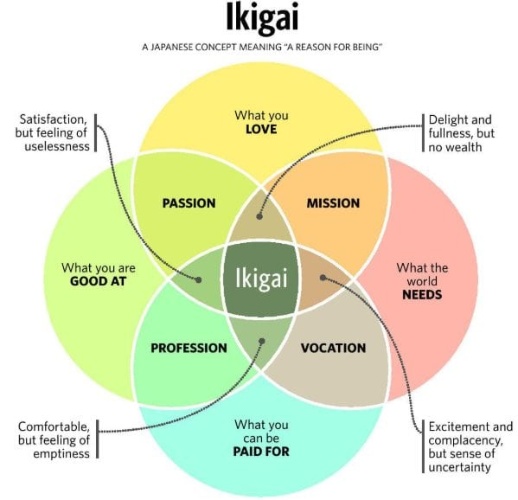 Ikigai
A JAPANESE CONCEPT MEANING “A REASON FOR BEING”
Satisfaction,
but feeling of
uselessness
What you
LOVE
Delight and
fullness, but
no wealth
PASSION
MISSION
What you are
GOOD AT
Ikigai
What the
world
NEEDS
PROFESSION
VOCATION
Comfortable,
but feeling of
emptiness
What you
can be
PAID FOR
Excitement and
complacency,
but sense of
uncertainty